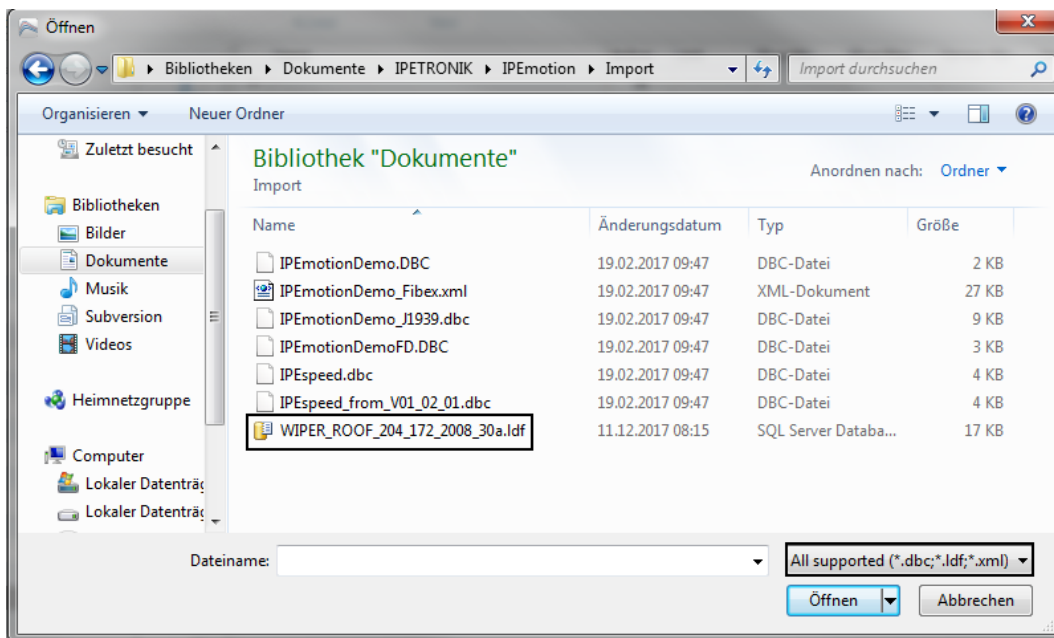 Öffnen
Bibliotheken Dokumente IPETRONIK IPEmotion Import Import durchsuchen
Organisieren Neuer Ordner
Zuletzt besucht
Bibliotheken
Bilder
Dokumente
Musik
Subversion
Videos
Heimnetzgruppe
Computer
Lokaler Datenträg
Lokaler Datenträg
Bibliothek "Dokumente"
Import
Anordnen nach: Ordner
Name Änderungsdatum Typ Größe
IPEmotionDemo.DBC 19.02.2017 09:47 DBC-Datei 2 KB
IPEmotionDemo_Fibex.xml 19.02.2017 09:47 XML-Dokument 27 KB
IPEmotionDemo_J1939.dbc 19.02.2017 09:47 DBC-Datei 9 KB
IPEmotionDemoFD.DBC 19.02.2017 09:47 DBC-Datei 3 KB
IPEspeed.dbc 19.02.2017 09:47 DBC-Datei 4 KB
IPEspeed_from_V01_02_01.dbc 19.02.2017 09:47 DBC-Datei 4 KB
WIPER_ROOF_204_172_2008_30a.ldf 11.12.2017 08:15 SQL Server Databa... 17 KB
Dateiname:
All supported (*.dbc;*.ldf;*.xml)
Öffnen Abbrechen